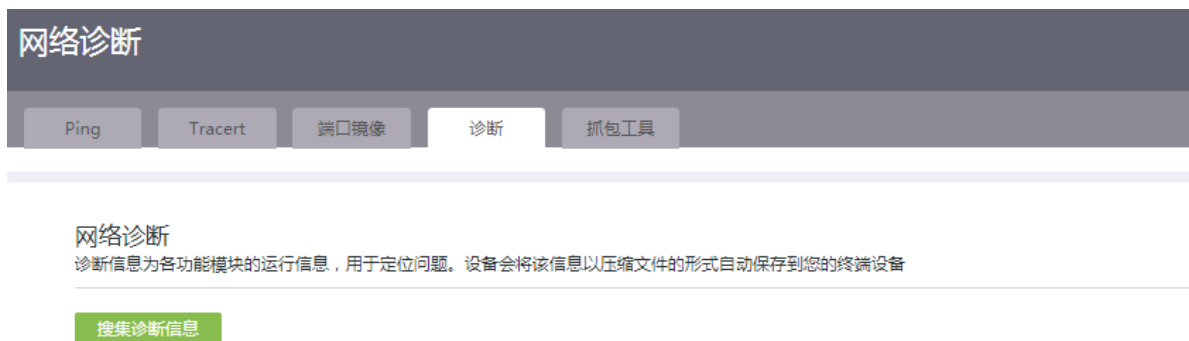 网络诊断
Ping Tracert 端口镜像 诊断 抓包工具
网络诊断
诊断信息为各功能模块的运行信息，用于定位问题。设备会将该信息以压缩文件的形式自动保存到您的终端设备
搜集诊断信息